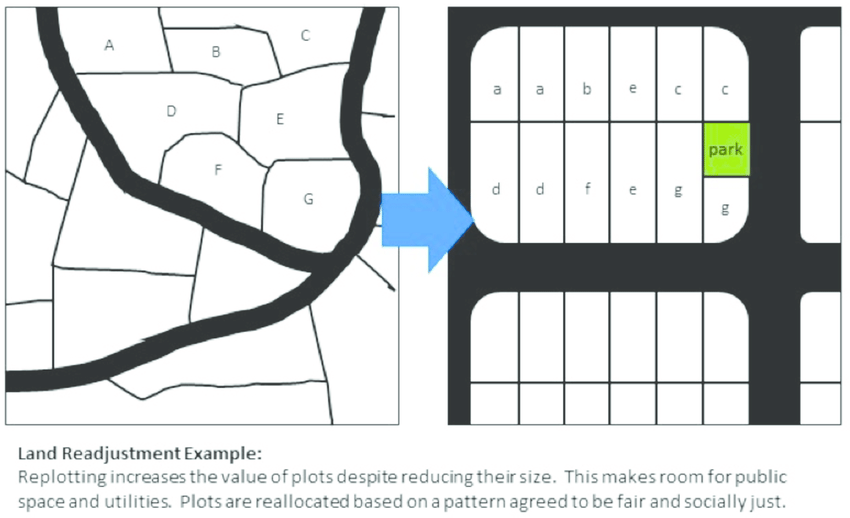 A
B
C
D
E
F
G
a a b e c c
park
d d f e g
g
Land Readjustment Example:
Replotting increases the value of plots despite reducing their size. This makes room for public
space and utilities. Plots are reallocated based on a pattern agreed to be fair and socially just.